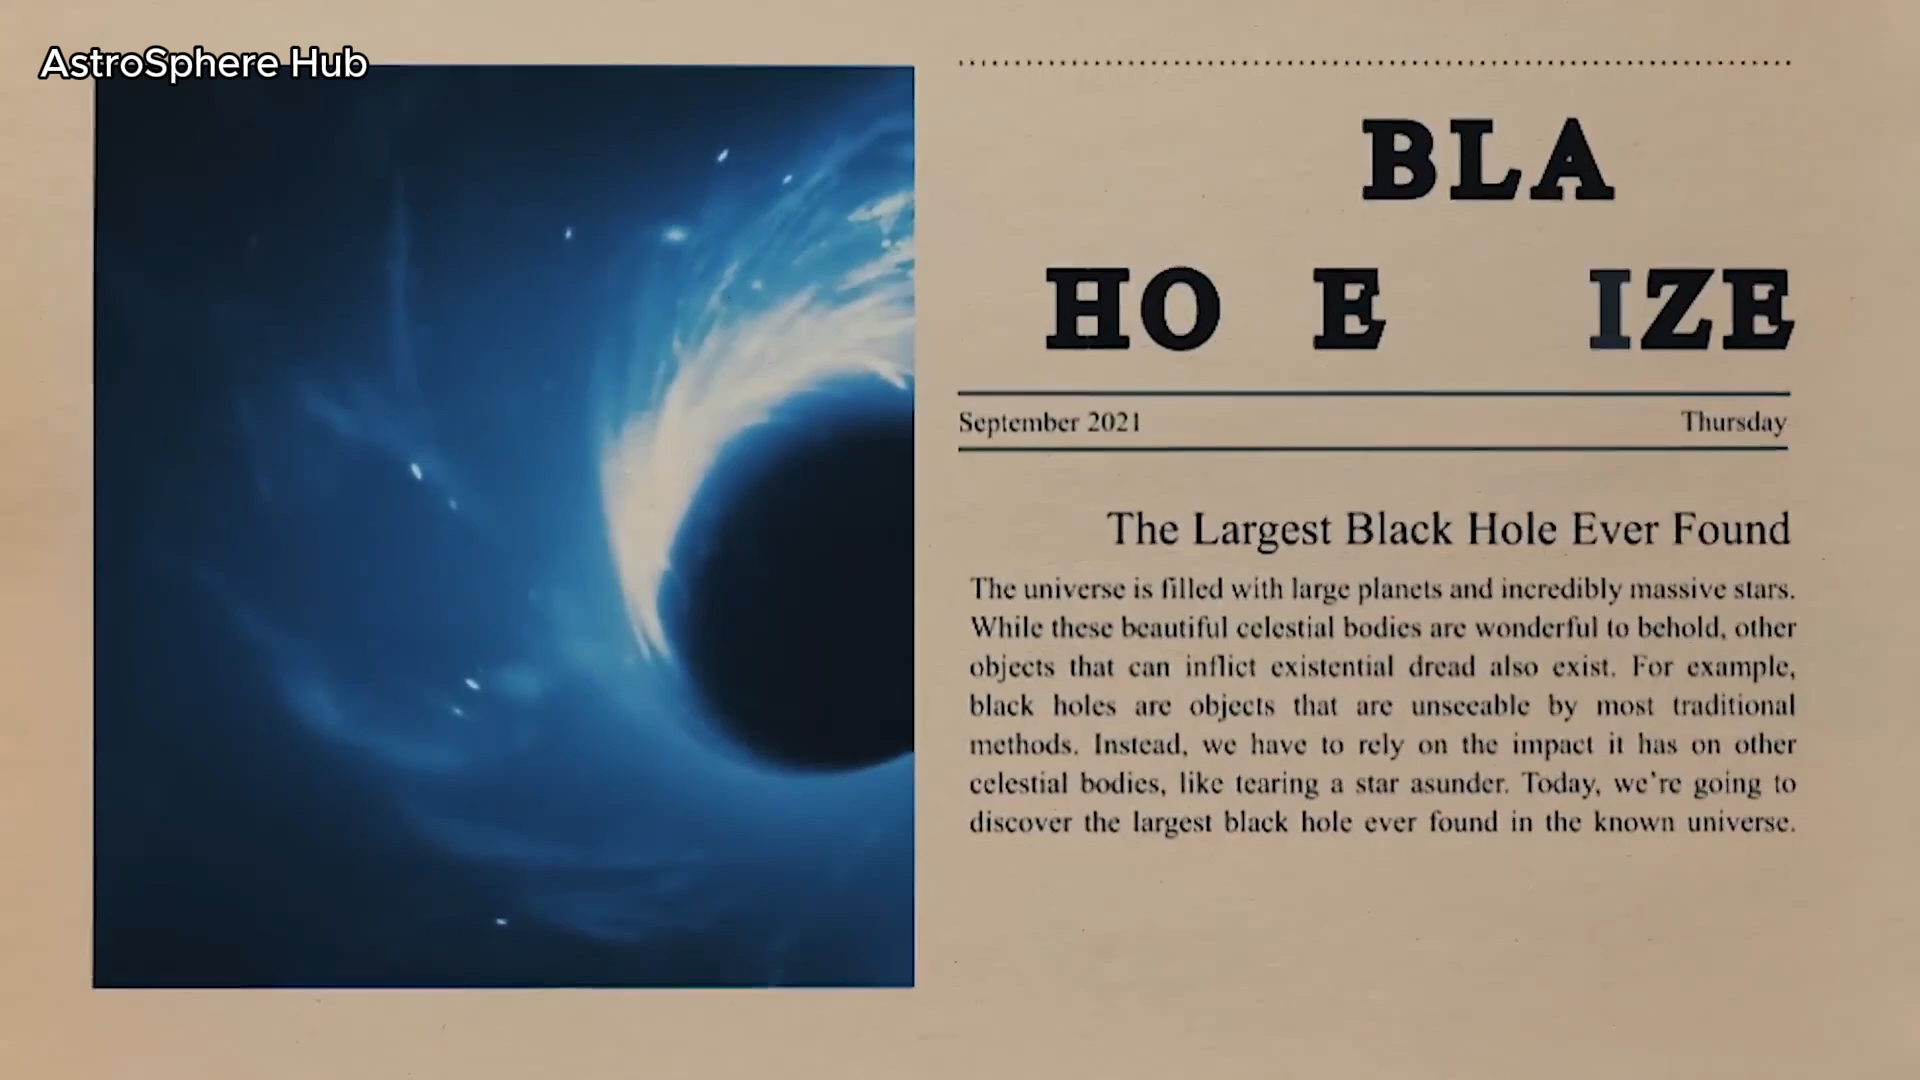 AstroSphere Hub
BLA
HO E IZE
September 2021 Thursday
The Largest Black Hole Ever Found
The universe is filled with large planets and incredibly massive stars.
While these beautiful celestial bodies are wonderful to behold, other
objects that can inflict existential dread also exist. For example,
black holes are objects that are unseeable by most traditional
methods. Instead, we have to rely on the impact it has on other
celestial bodies, like tearing a star asunder. Today, we're going to
discover the largest black hole ever found in the known universe.